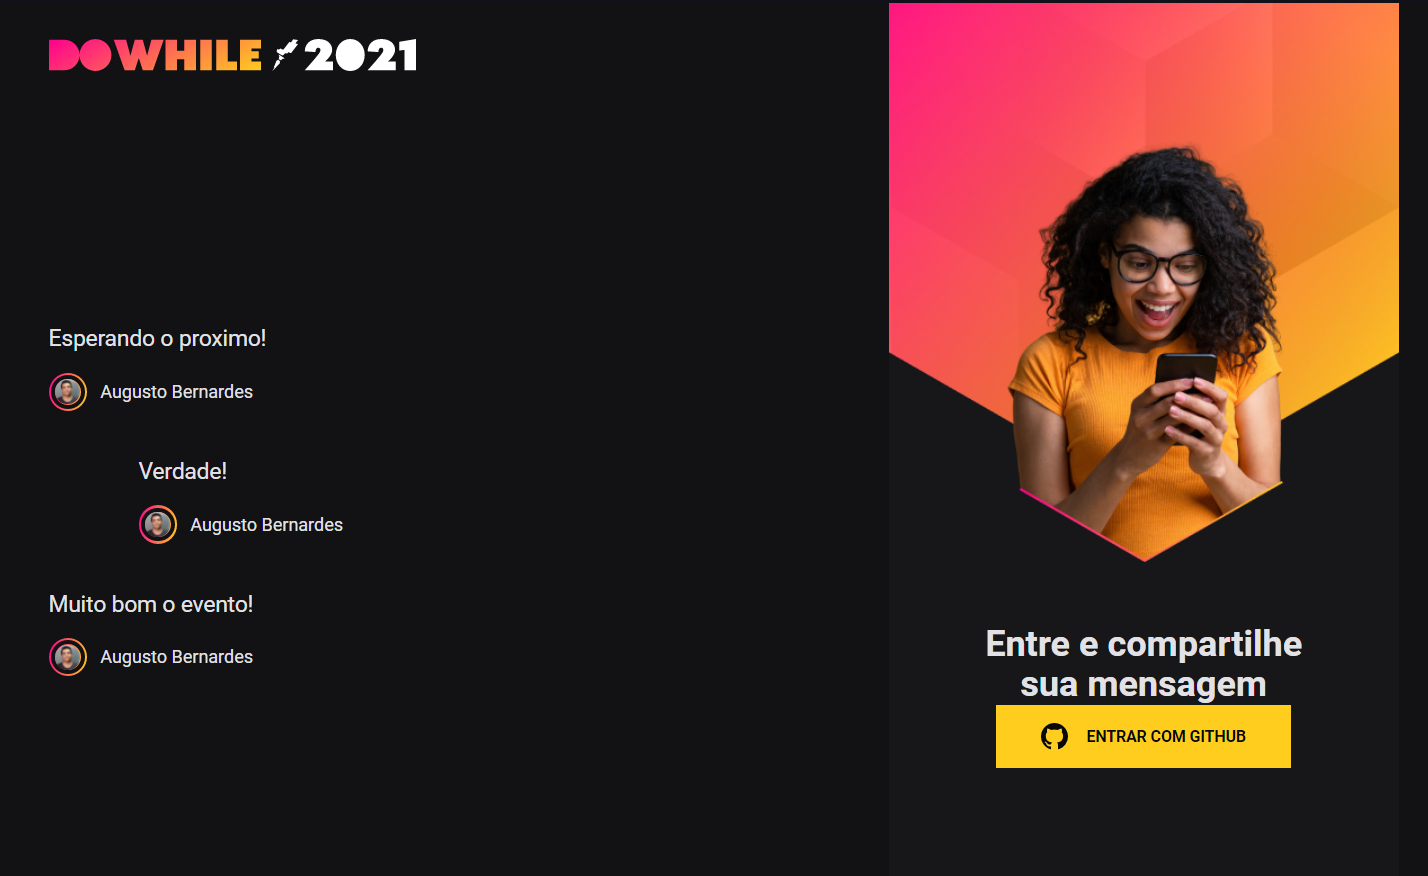 DOWHILE 2021
Esperando o proximo!
Augusto Bernardes
Verdade!
Augusto Bernardes
Muito bom o evento!
Augusto Bernardes
Entre e compartilhe
sua mensagem
ENTRAR COM GITHUB